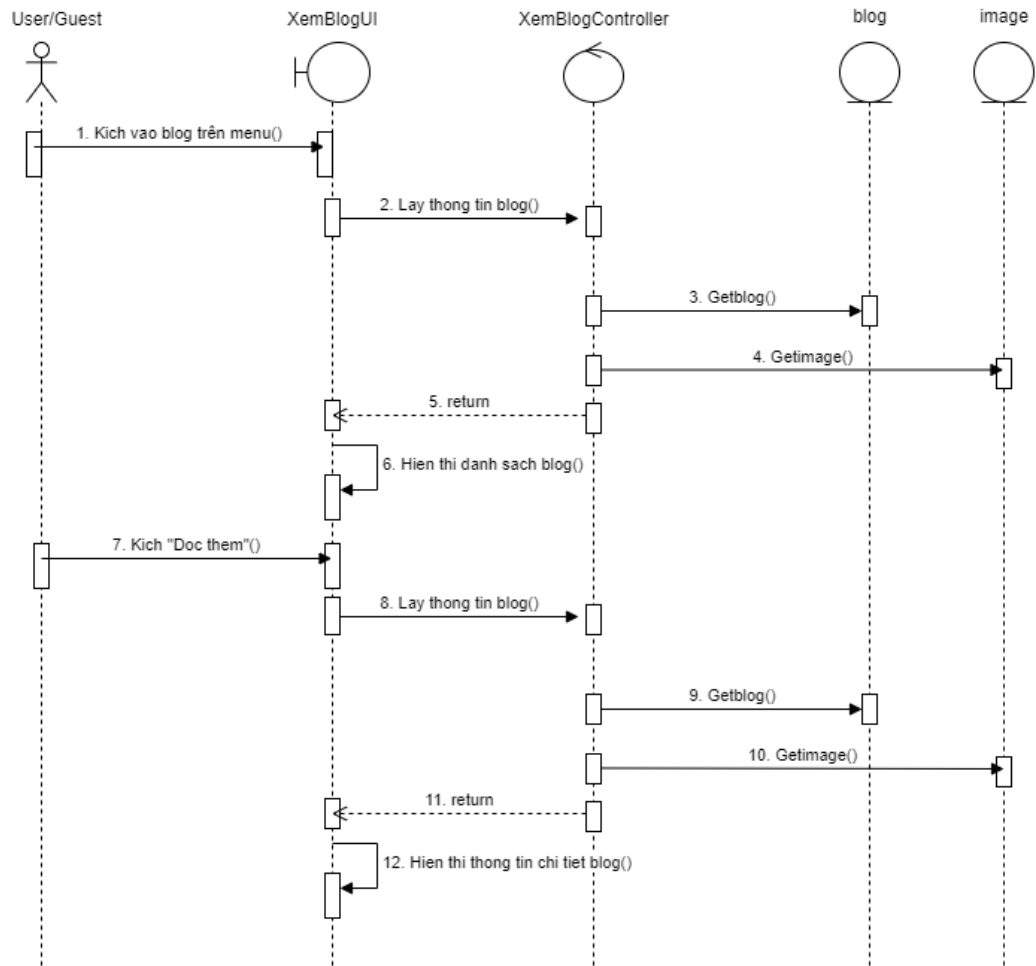 User/Guest
XemBlogUI
XemBlogController
blog
image
1. Kich vao blog trên menu()
2. Lay thong tin blog()
3. Getblog()
4. Getimage()
5. return
6. Hien thi danh sach blog()
7. Kich "Doc them"()
8. Lay thong tin blog()
9. Getblog()
10. Getimage()
11. return
12. Hien thi thong tin chi tiet blog()